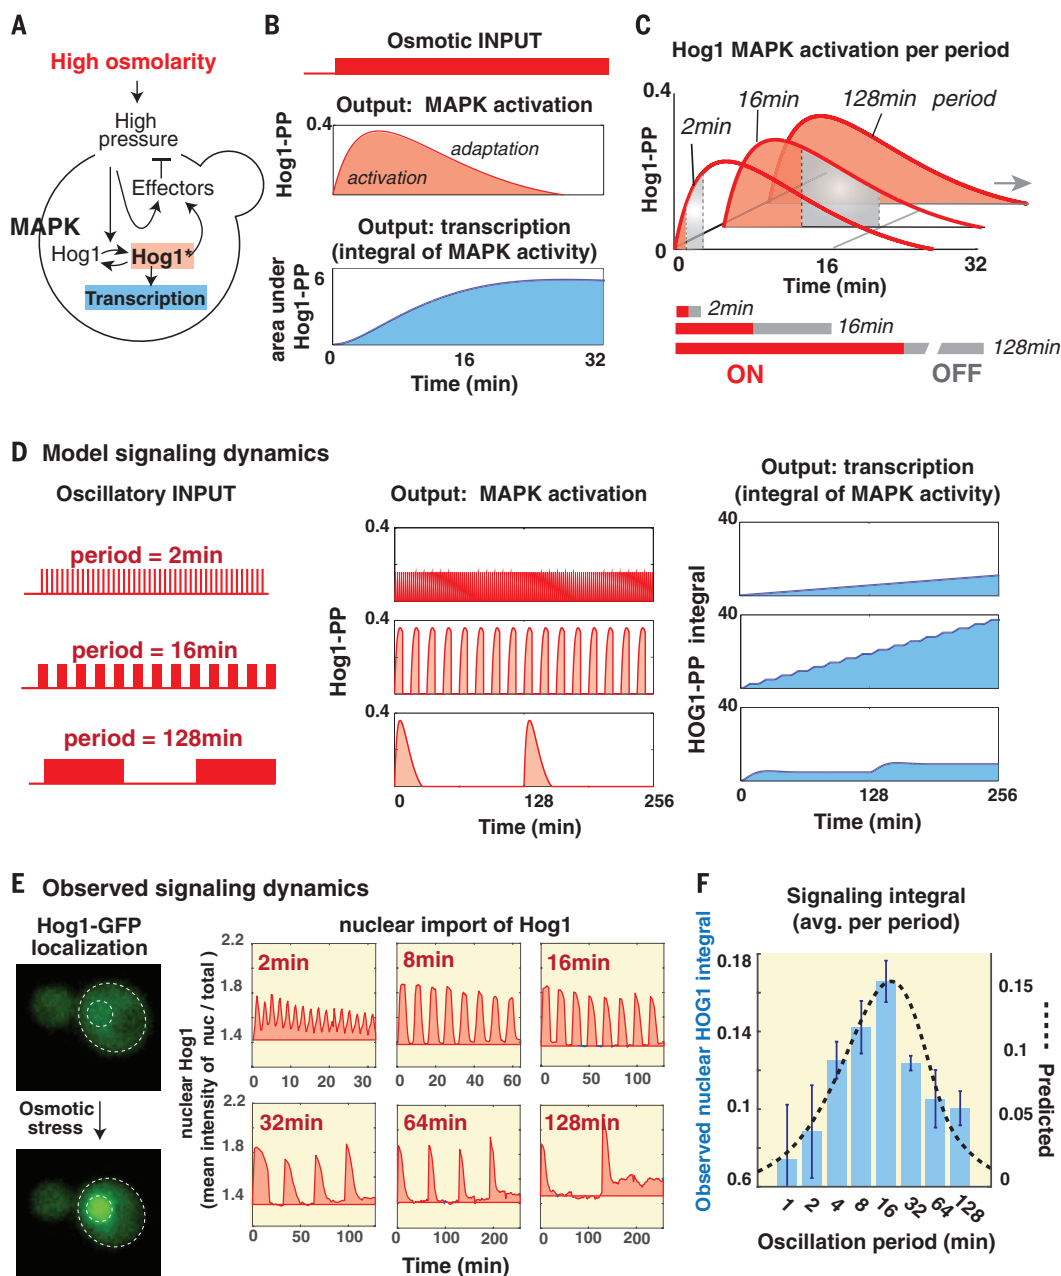 A
High osmolarity
High
pressure
Effectors
MAPK
Hog1
Hog1*
Transcription
B
Osmotic INPUT
Output: MAPK activation
0.4
Hog1-PP
adaptation
activation
Output: transcription
(integral of MAPK activity)
6
area under
Hog1-PP
0
16
32
Time (min)
C
Hog1 MAPK activation per period
0.4
16min
128min period
2min
Hog1-PP
0
0
16
32
Time (min)
2min
16min
128min
ON
OFF
D Model signaling dynamics
Oscillatory INPUT
period = 2min
period = 16min
period = 128min
Output: MAPK activation
0.4
0.4
0.4
Hog1-PP
0
128
256
Time (min)
Output: transcription
(integral of MAPK activity)
40
40
40
HOG1-PP integral
0
128
256
Time (min)
E Observed signaling dynamics
Hog1-GFP
localization
Osmotic
stress
nuclear import of Hog1
nuclear Hog1
(mean intensity of nuc / total)
2.2
1.8
1.4
2min
0 10 20 30
8min
0 20 40 60
16min
0 50 100
2.2
1.8
1.4
32min
0 50 100
64min
0 100 200
128min
0 100 200
Time (min)
F
Signaling integral
(avg. per period)
Observed nuclear HOG1 integral
0.18
0.14
0.1
0.6
0.15
0.1
0.05
0
Predicted
1 2 4 8 16 32 64 128
Oscillation period (min)